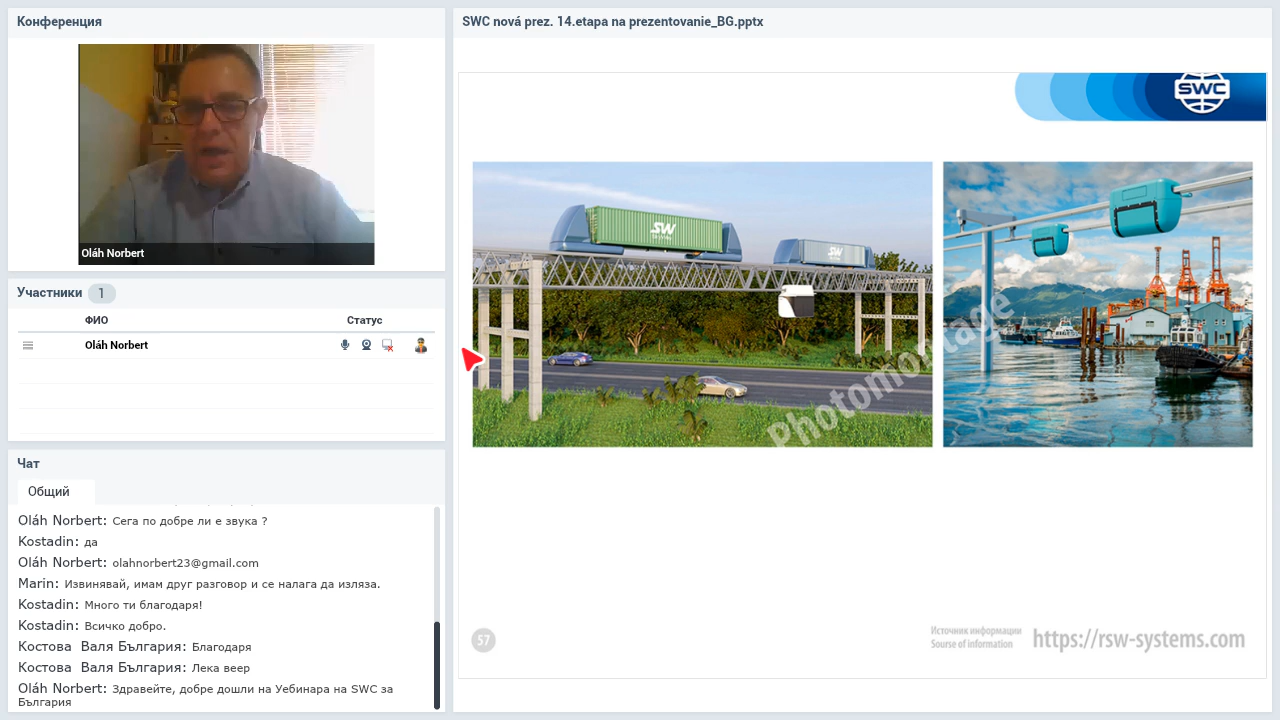 Конференция
Oláh Norbert
Участники 1
ФИО Статус
Oláh Norbert
Чат
Общий
Oláh Norbert: Сега по добре ли е звука ?
Kostadin: да
Oláh Norbert: olahnorbert23@gmail.com
Marin: Извинявай, имам друг разговор и се налага да изляза.
Kostadin: Много ти благодаря!
Kostadin: Всичко добро.
Костова Валя България: Благодаря
Костова Валя България: Лека веер
Oláh Norbert: Здравейте, добре дошли на Уебинара на SWC за
България
SWC nová prez. 14.etapa na prezentovanie_BG.pptx
SWC
SW
SW
Photomontage
57
Источник информации
Sourse of information
https://rsw-systems.com